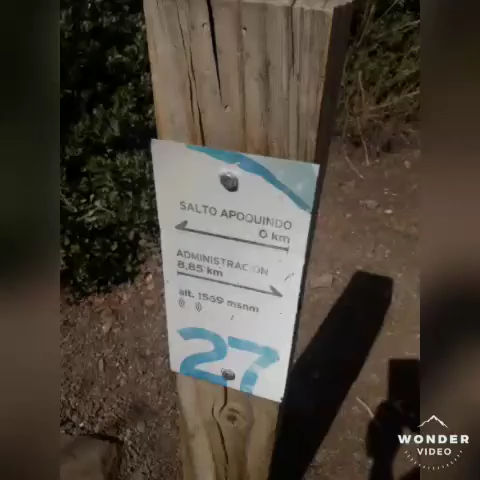 SALTO APOQUINDO
0 km
ADMINISTRACIÓN
8,85 km
alt. 1569 msnm
27
WONDER
VIDEO